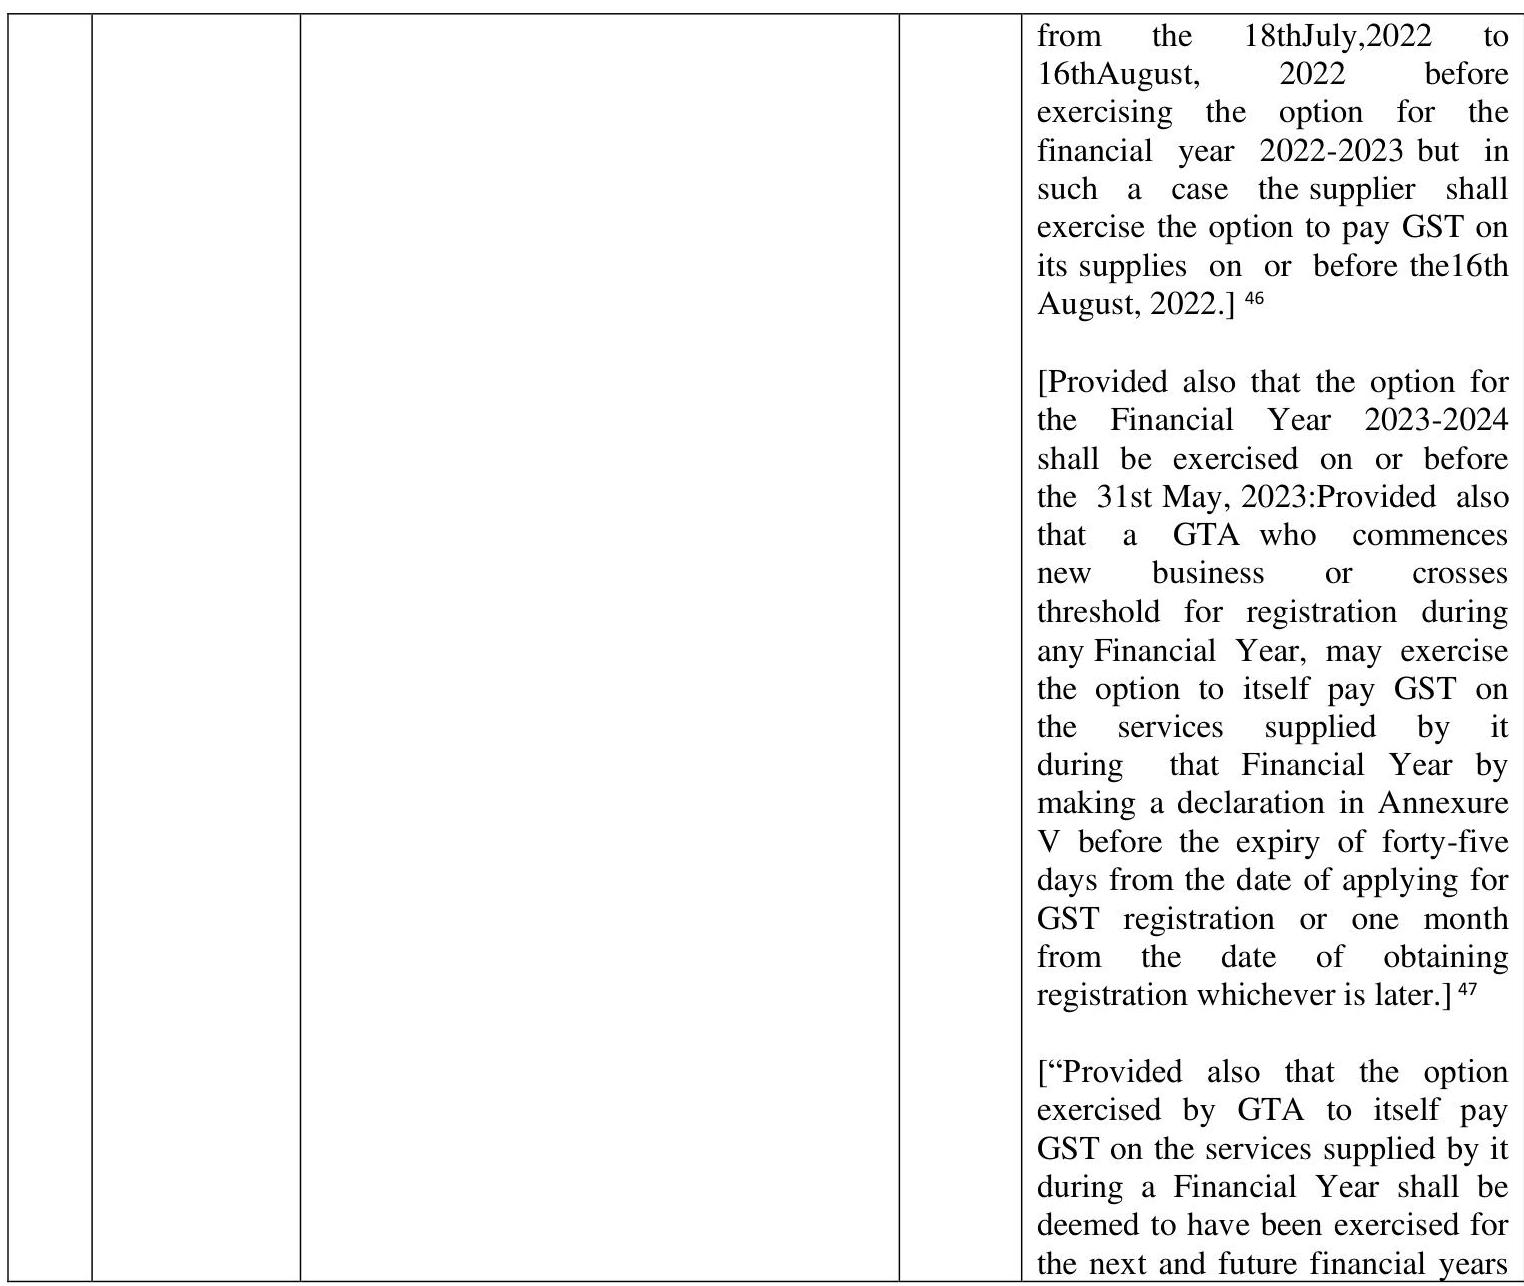 from the 18thJuly,2022 to
16thAugust, 2022 before
exercising the option for the
financial year 2022-2023 but in
such a case the supplier shall
exercise the option to pay GST on
its supplies on or before the16th
August, 2022.] 46
[Provided also that the option for
the Financial Year 2023-2024
shall be exercised on or before
the 31st May, 2023:Provided also
that a GTA who commences
new business or crosses
threshold for registration during
any Financial Year, may exercise
the option to itself pay GST on
the services supplied by it
during that Financial Year by
making a declaration in Annexure
V before the expiry of forty-five
days from the date of applying for
GST registration or one month
from the date of obtaining
registration whichever is later.] 47
[“Provided also that the option
exercised by GTA to itself pay
GST on the services supplied by it
during a Financial Year shall be
deemed to have been exercised for
the next and future financial years